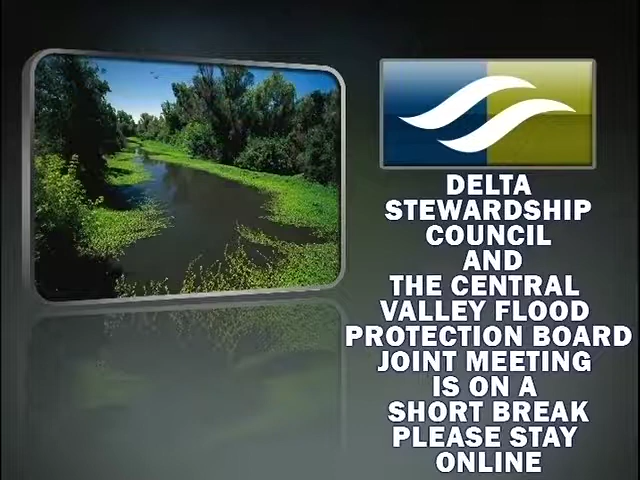 DELTA
STEWARDSHIP
COUNCIL
AND
THE CENTRAL
VALLEY FLOOD
PROTECTION BOARD
JOINT MEETING
IS ON A
SHORT BREAK
PLEASE STAY
ONLINE